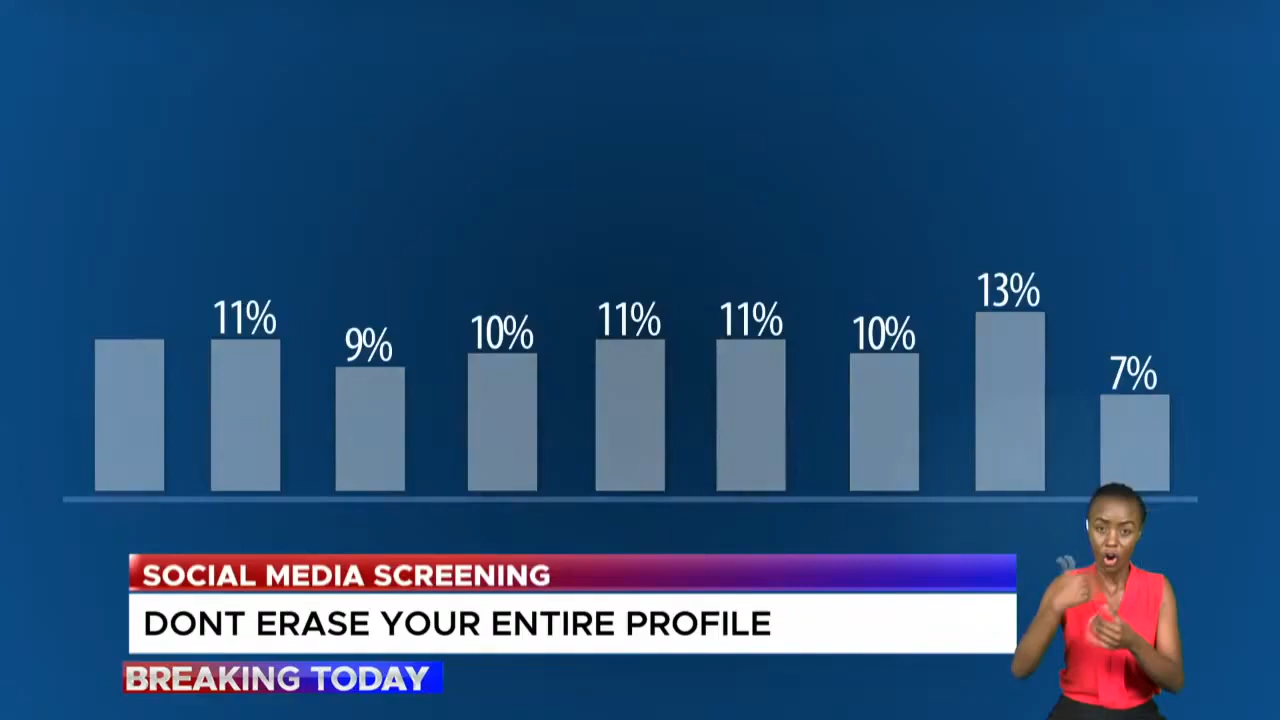 11%
9%
10%
11%
11%
10%
13%
7%
SOCIAL MEDIA SCREENING
DONT ERASE YOUR ENTIRE PROFILE
BREAKING TODAY